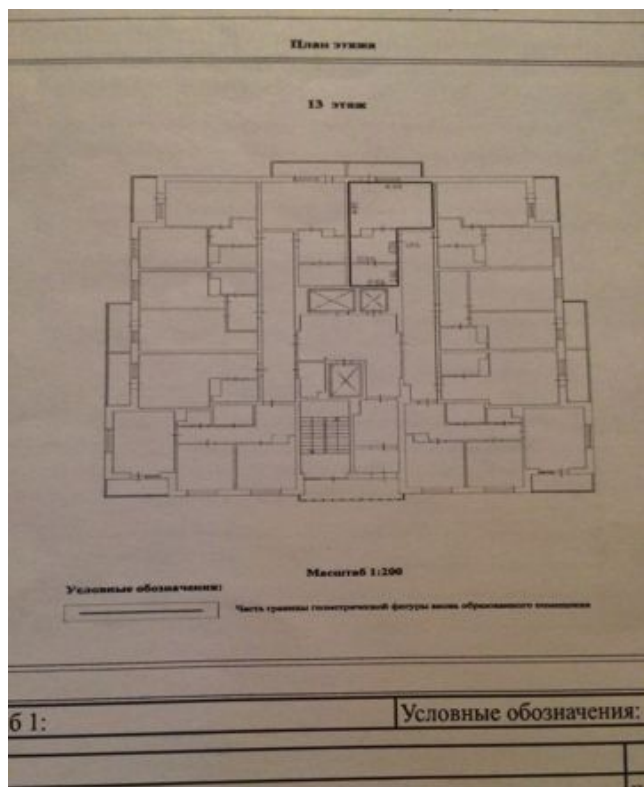 План этажа
13 этаж
Масштаб 1:200
Условные обозначения:
Часть границы геометрической фигуры вновь образованного помещения
б 1:
Условные обозначения: